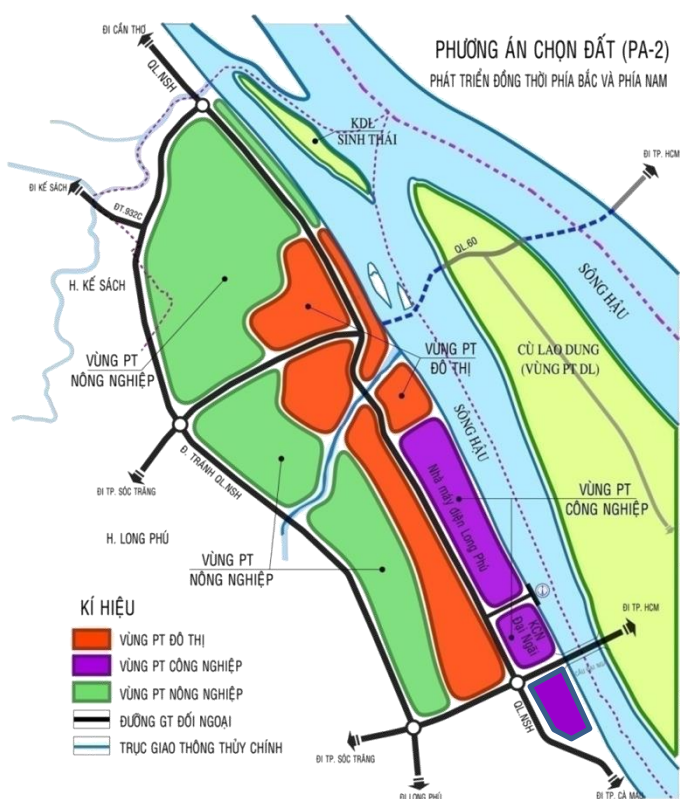 PHƯƠNG ÁN CHỌN ĐẤT (PA-2)
PHÁT TRIỂN ĐỒNG THỜI PHÍA BẮC VÀ PHÍA NAM
ĐI CẦN THƠ
QL.NSH
KDL
SINH THÁI
ĐI TP. HCM
ĐI KẾ SÁCH
ĐT.932C
QL.60
H. KẾ SÁCH
SÔNG HẬU
VÙNG PT
NÔNG NGHIỆP
VÙNG PT
ĐÔ THỊ
CÙ LAO DUNG
(VÙNG PT DL)
SÔNG HẬU
Đ. TRÁNH QL.NSH
ĐI TP. SÓC TRĂNG
Nhà máy điện Long Phú
VÙNG PT
CÔNG NGHIỆP
H. LONG PHÚ
VÙNG PT
NÔNG NGHIỆP
KCN
Đại Ngãi
ĐI TP. HCM
KÍ HIỆU
VÙNG PT ĐÔ THỊ
VÙNG PT CÔNG NGHIỆP
VÙNG PT NÔNG NGHIỆP
ĐƯỜNG GT ĐỐI NGOẠI
TRỤC GIAO THÔNG THỦY CHÍNH
QL.NSH
ĐI TP. SÓC TRĂNG
ĐI LONG PHÚ
ĐI TP. CÀ MAU